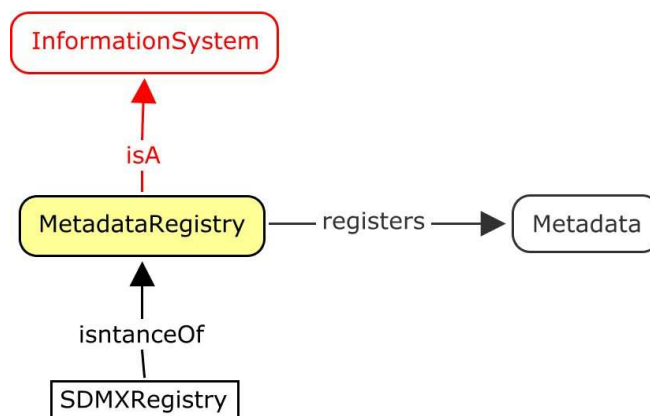 InformationSystem
isA
MetadataRegistry
registers
Metadata
isntanceOf
SDMXRegistry